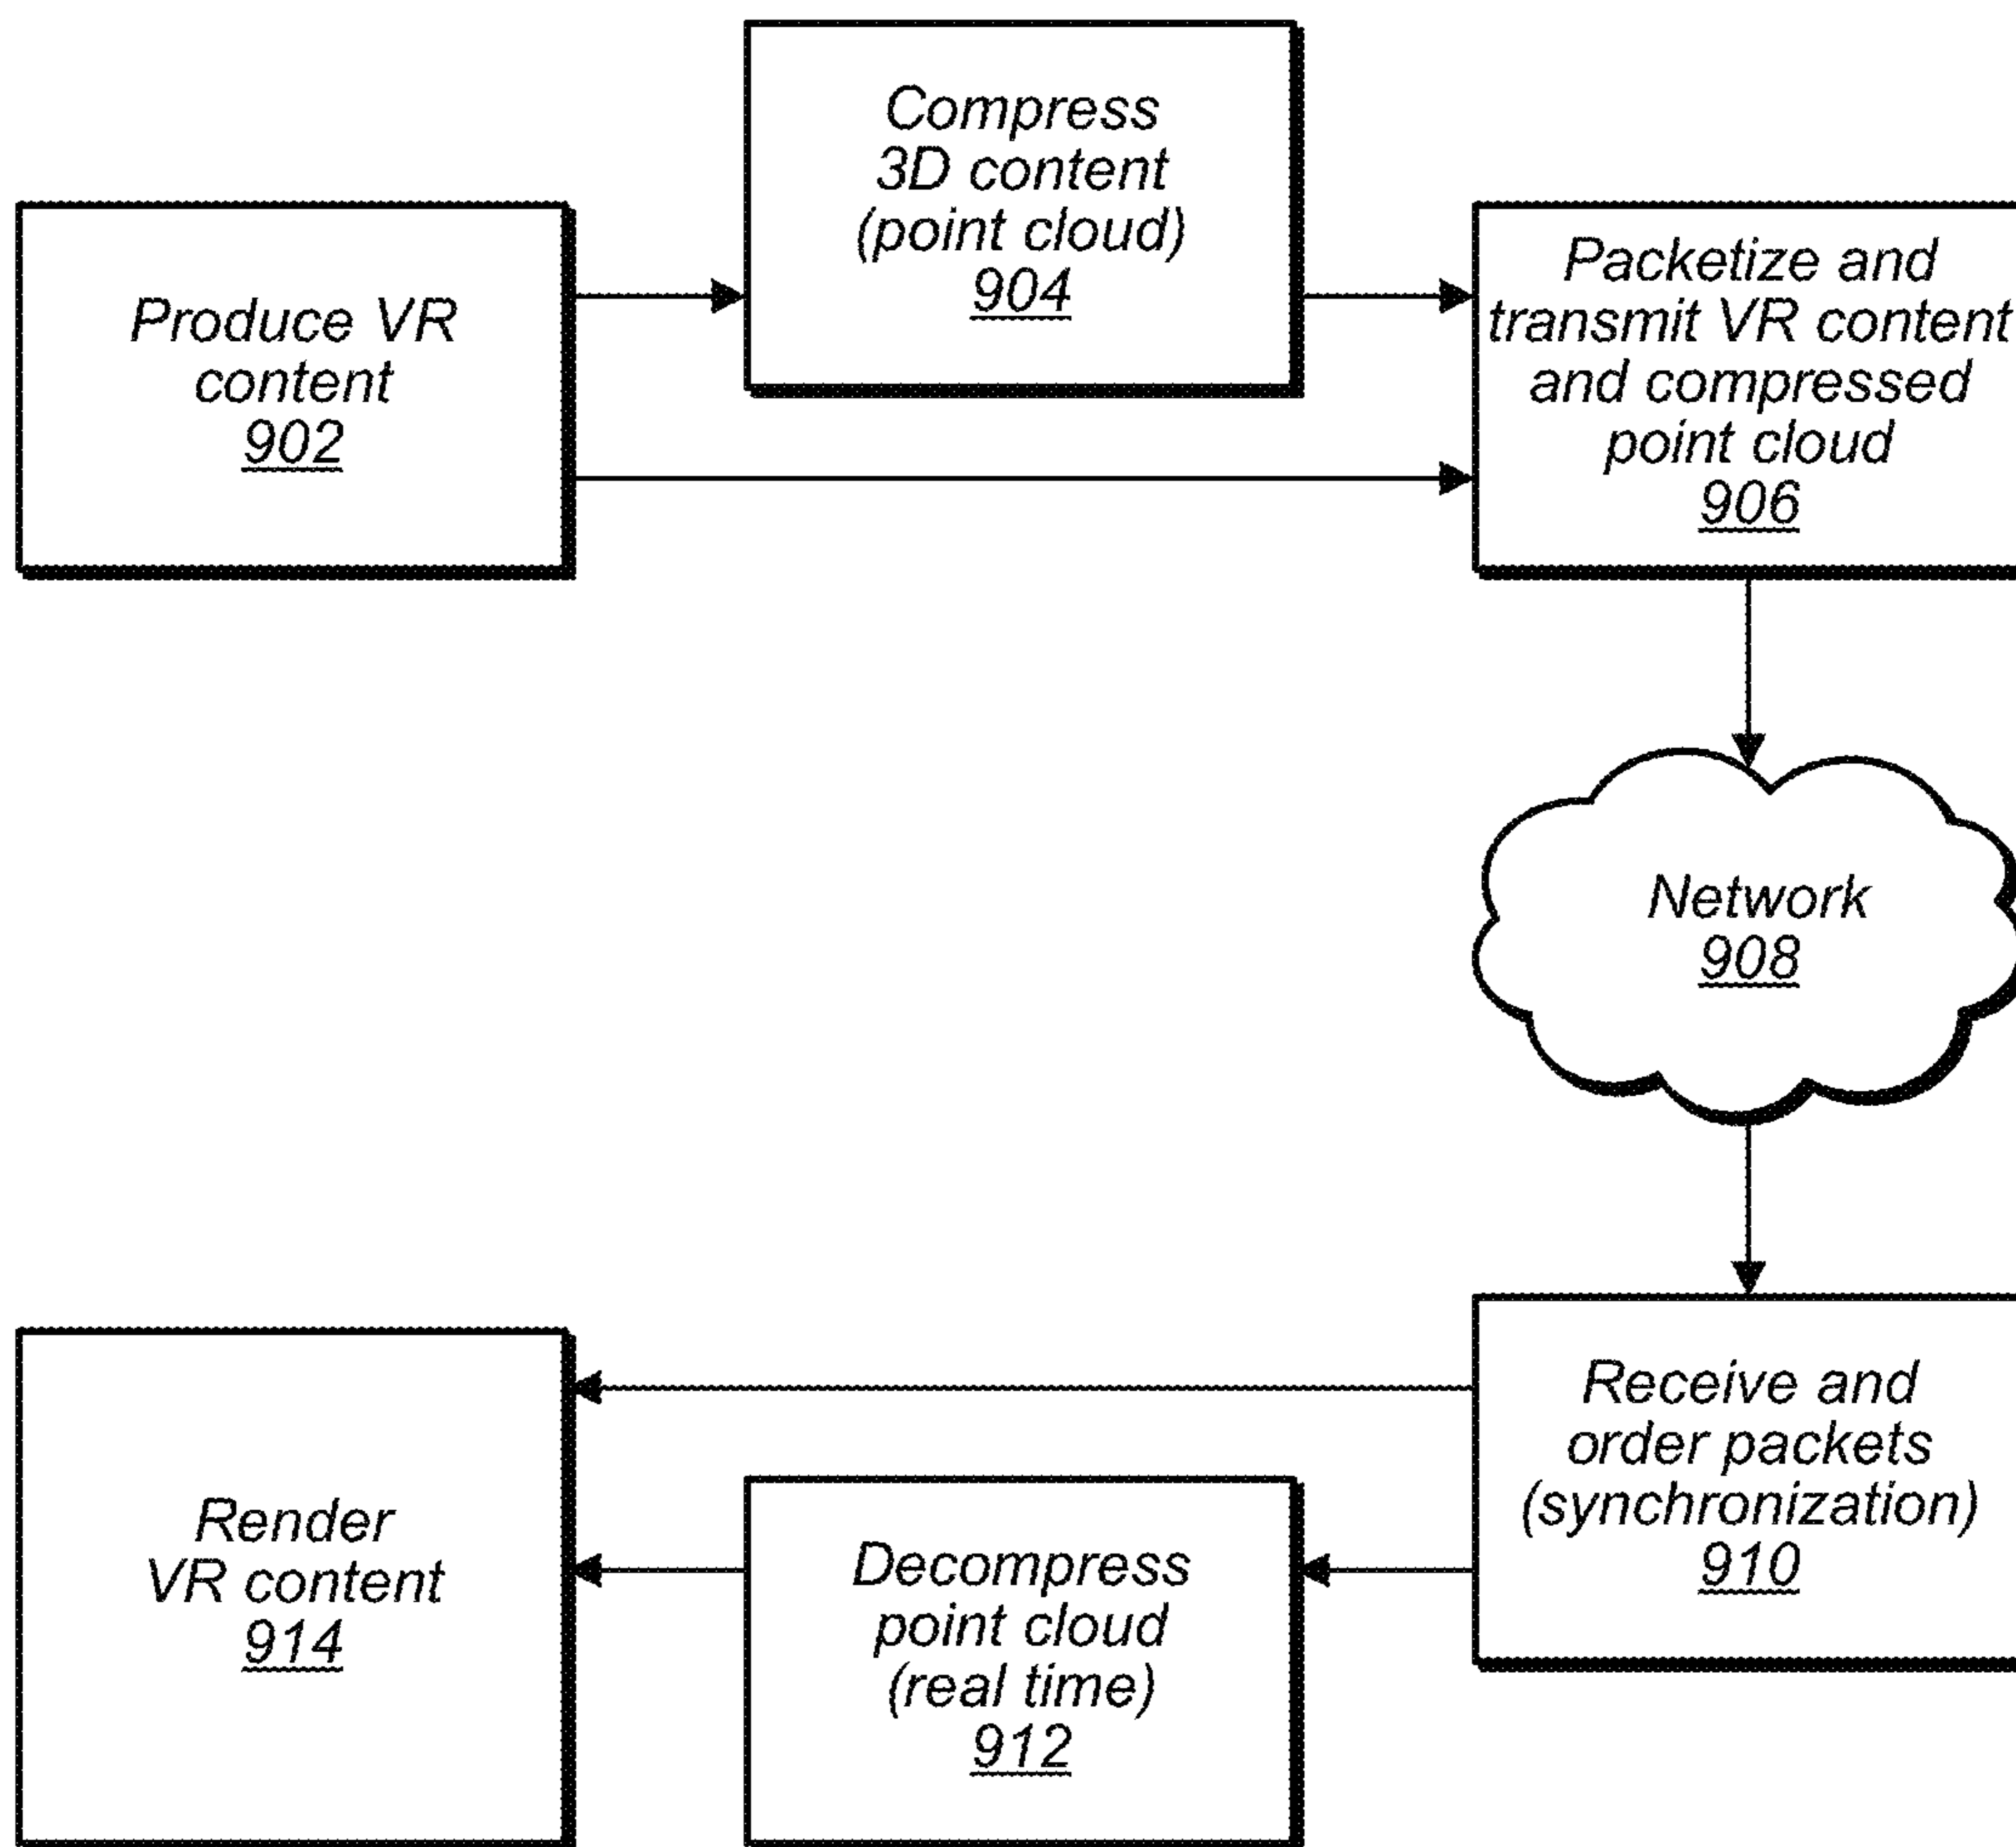 Produce VR
content
902
Compress
3D content
(point cloud)
904
Packetize and
transmit VR content
and compressed
point cloud
906
Network
908
Receive and
order packets
(synchronization)
910
Decompress
point cloud
(real time)
912
Render
VR content
914